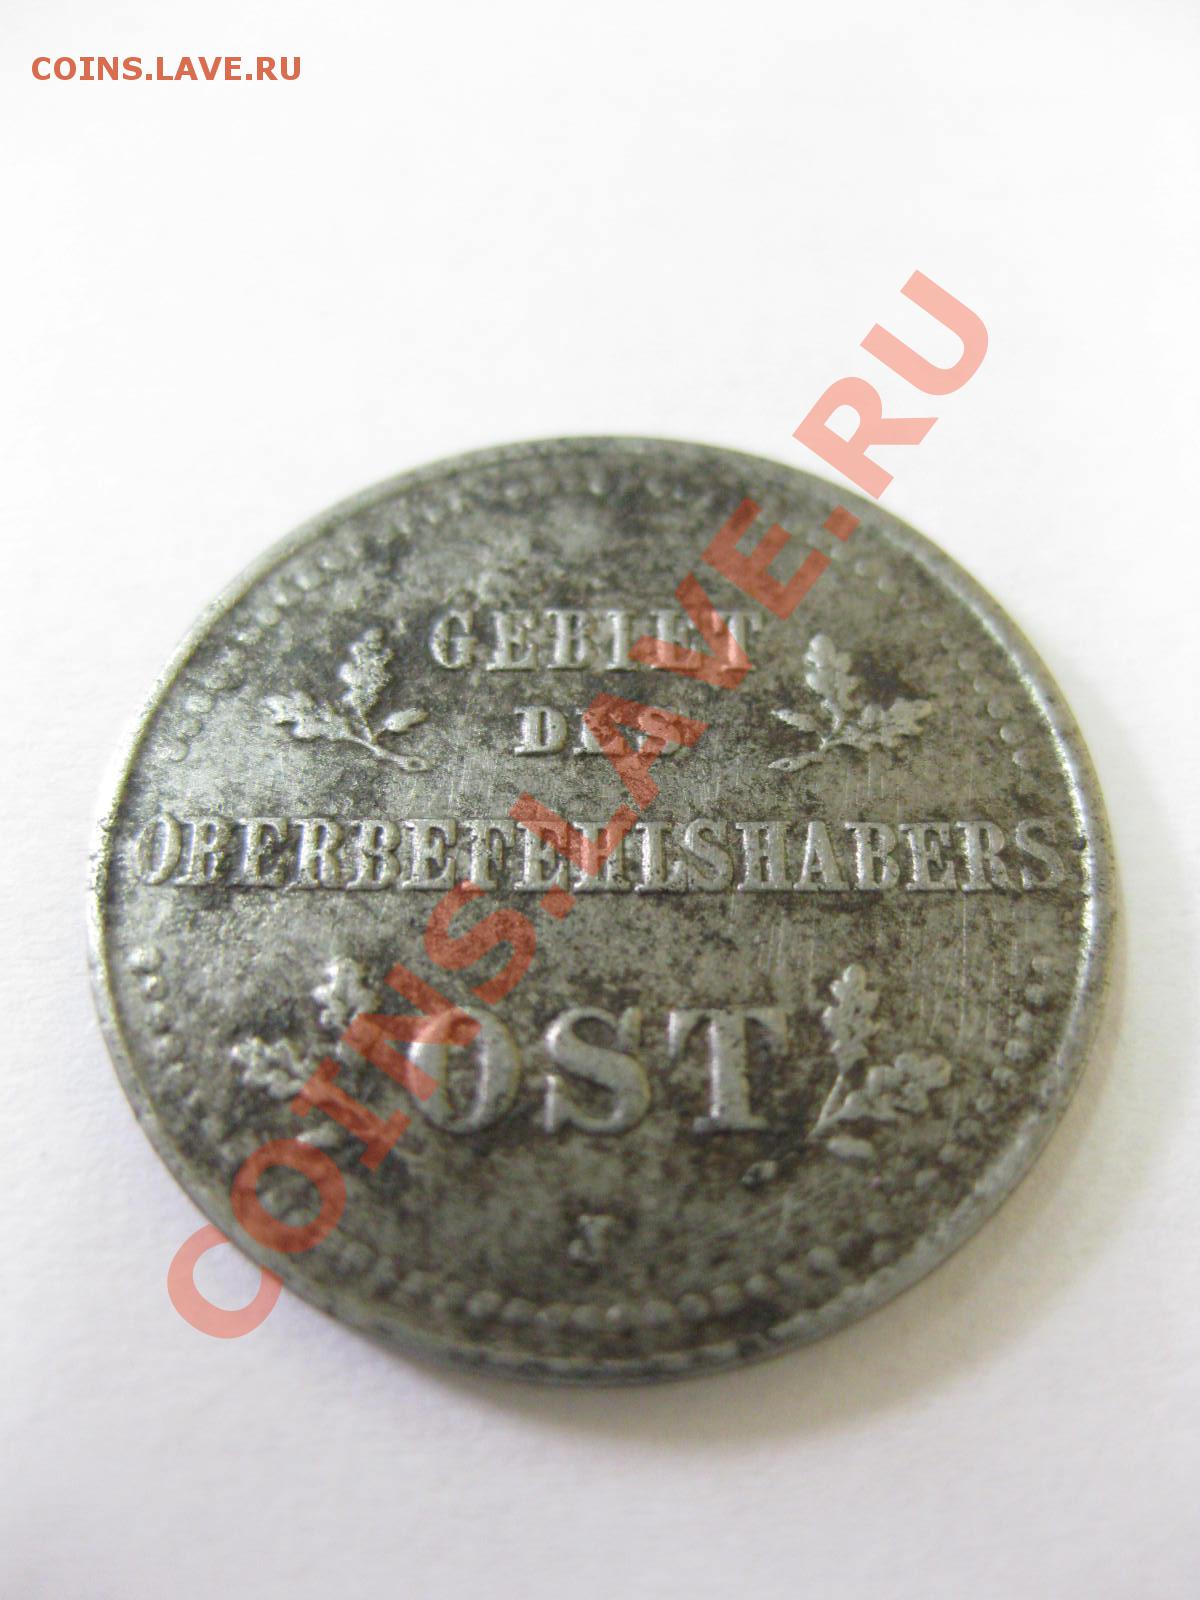 COINS.LAVE.RU
GEBIET
DES
OBERBEFEHLSHABERS
OST
J
COINS.LAVE.RU